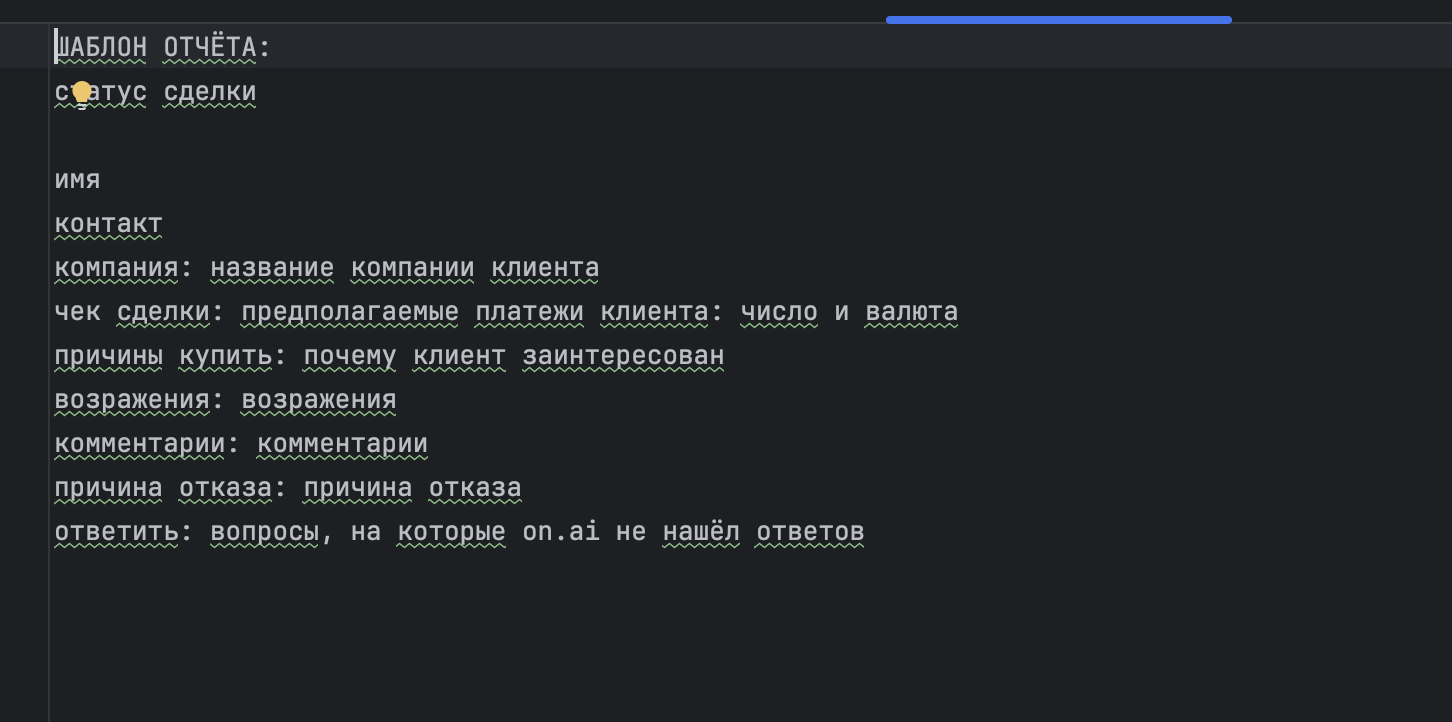 ШАБЛОН ОТЧЁТА:
статус сделки
имя
контакт
компания: название компании клиента
чек сделки: предполагаемые платежи клиента: число и валюта
причины купить: почему клиент заинтересован
возражения: возражения
комментарии: комментарии
причина отказа: причина отказа
ответить: вопросы, на которые on.ai не нашёл ответов